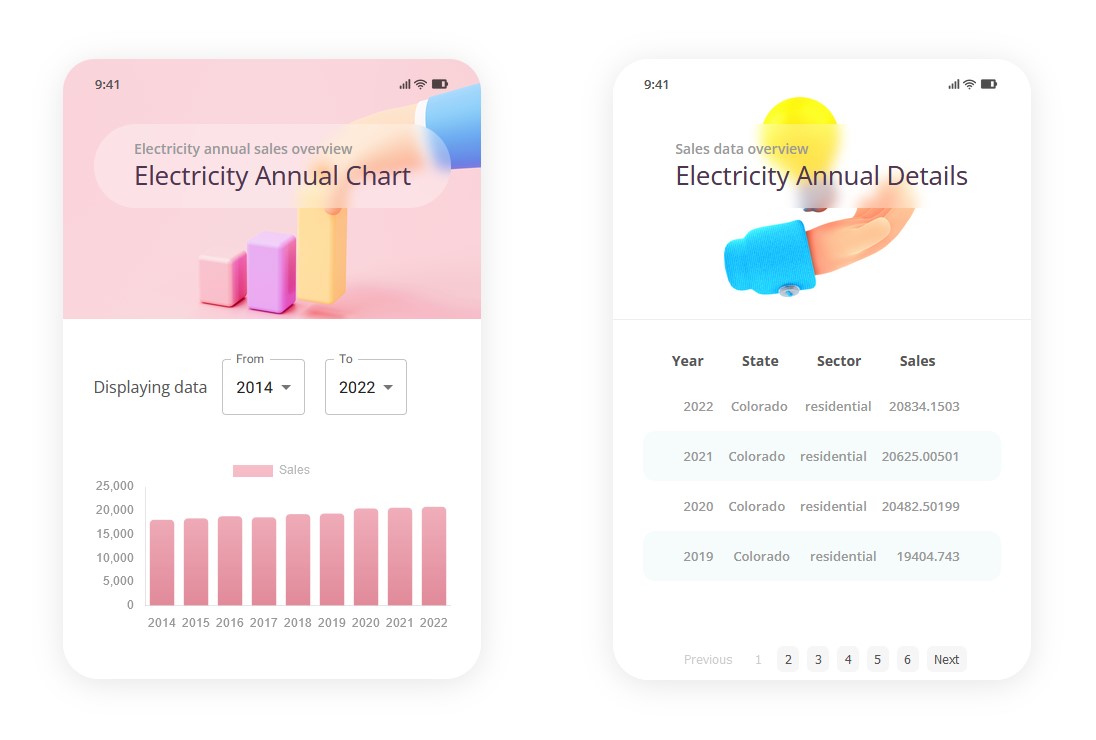 9:41
Electricity annual sales overview
Electricity Annual Chart
From
To
Displaying data
2014
2022
Sales
25,000
20,000
15,000
10,000
5,000
0
2014 2015 2016 2017 2018 2019 2020 2021 2022
9:41
Sales data overview
Electricity Annual Details
Year State Sector Sales
2022 Colorado residential 20834.1503
2021 Colorado residential 20625.00501
2020 Colorado residential 20482.50199
2019 Colorado residential 19404.743
Previous 1 2 3 4 5 6 Next